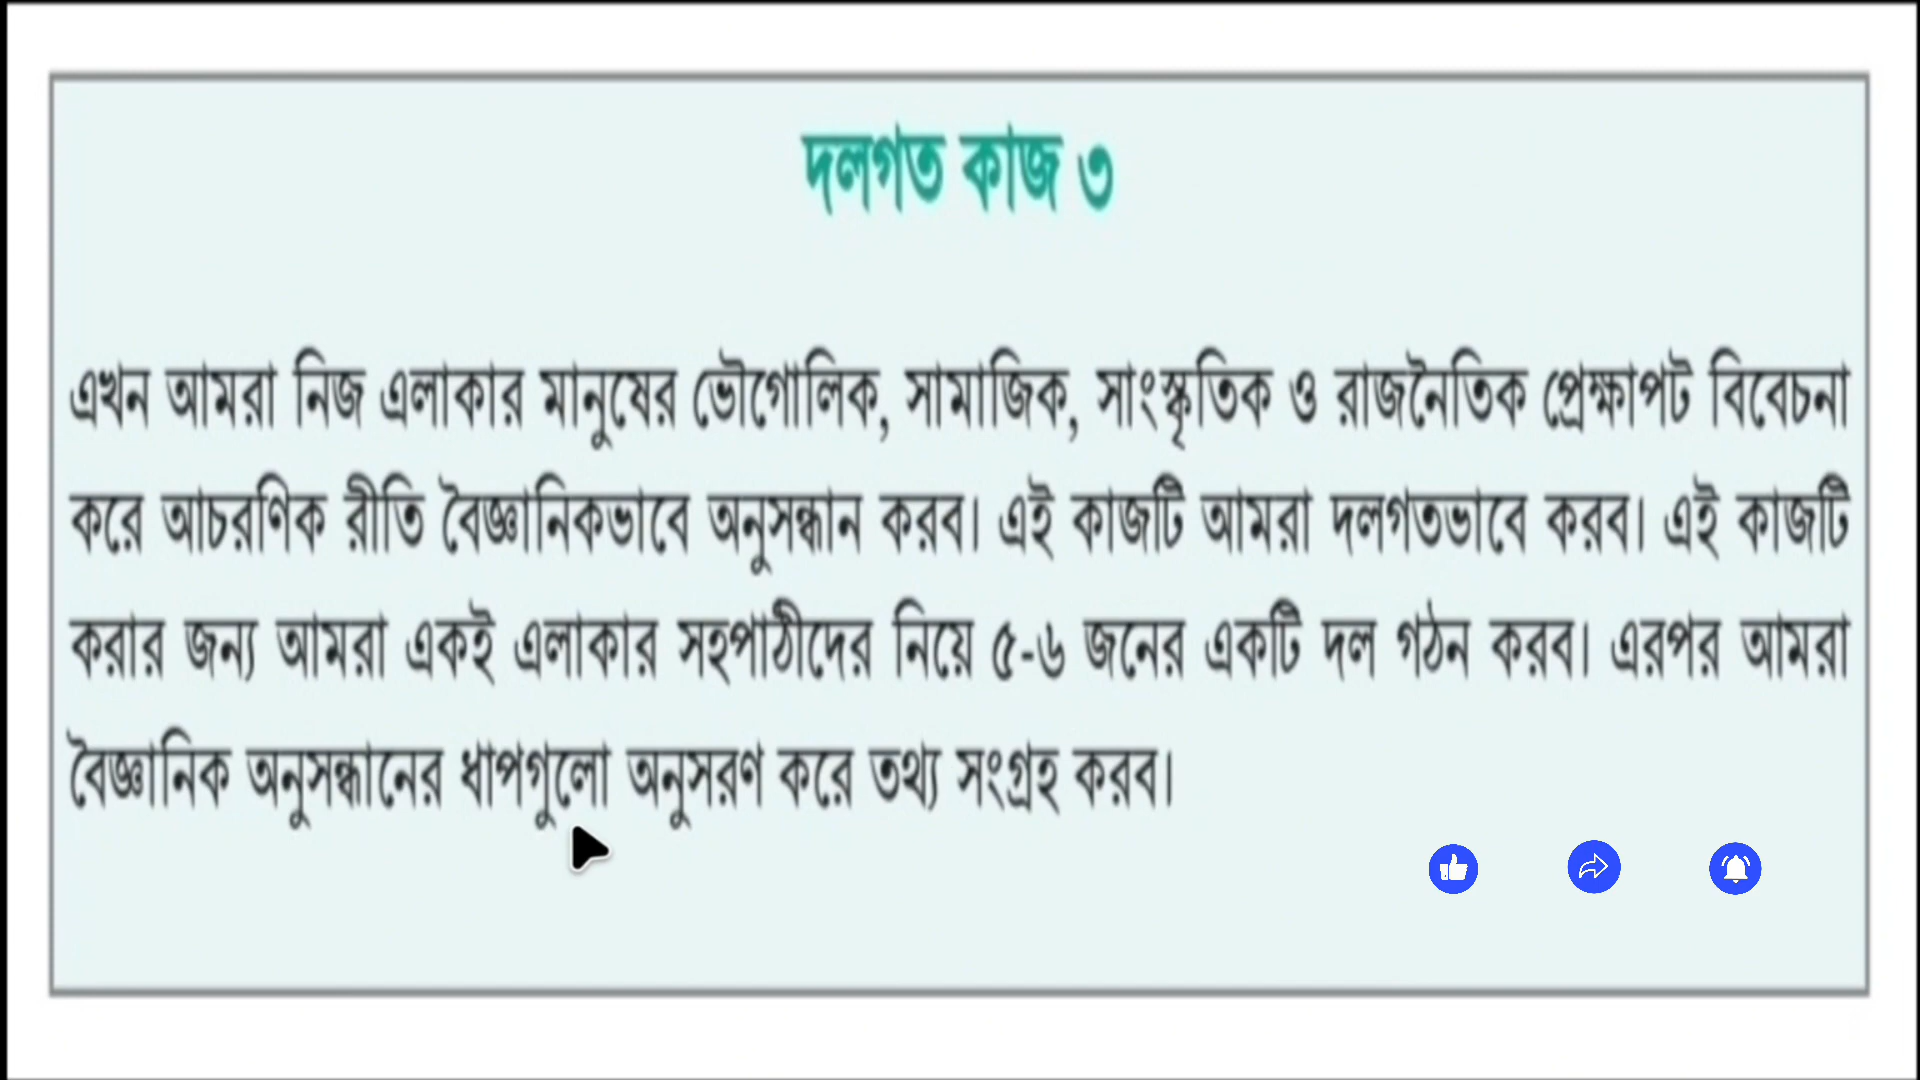 দলগত কাজ ৩
এখন আমরা নিজ এলাকার মানুষের ভৌগোলিক, সামাজিক, সাংস্কৃতিক ও রাজনৈতিক প্রেক্ষাপট বিবেচনা
করে আচরণিক রীতি বৈজ্ঞানিকভাবে অনুসন্ধান করব। এই কাজটি আমরা দলগতভাবে করব। এই কাজটি
করার জন্য আমরা একই এলাকার সহপাঠীদের নিয়ে ৫-৬ জনের একটি দল গঠন করব। এরপর আমরা
বৈজ্ঞানিক অনুসন্ধানের ধাপগুলো অনুসরণ করে তথ্য সংগ্রহ করব।